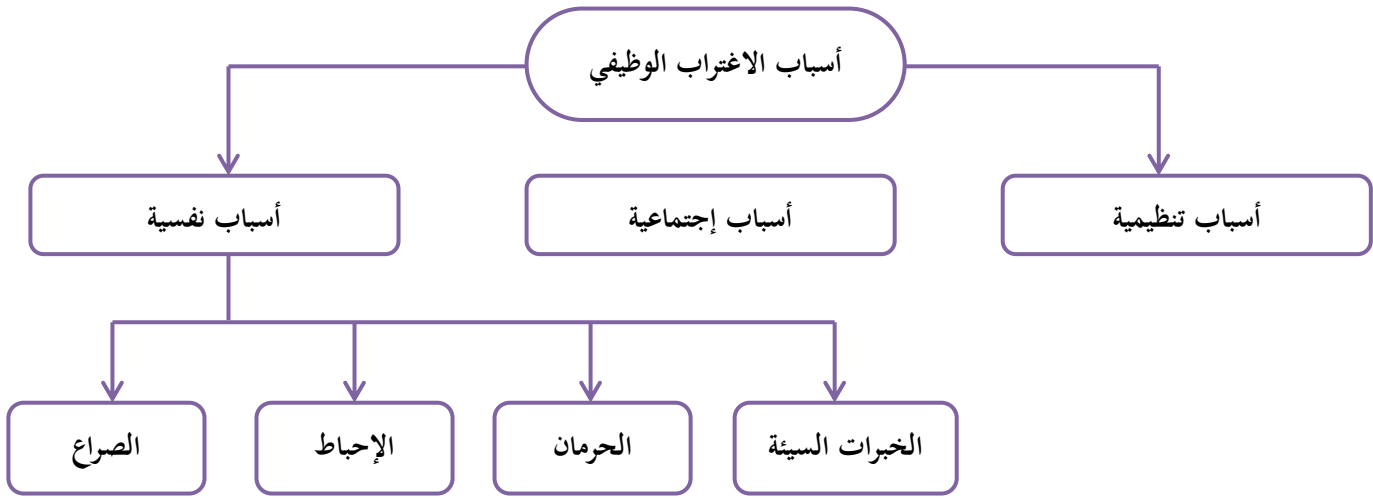 أسباب الاغتراب الوظيفي
أسباب تنظيمية
أسباب إجتماعية
أسباب نفسية
الخبرات السيئة
الحرمان
الإحباط
الصراع